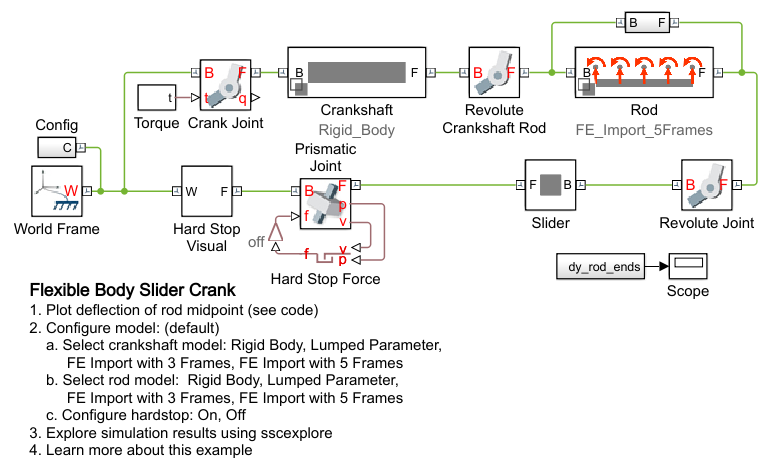 B F
B F
t q
t
Torque
Crank Joint
B F
Crankshaft
Rigid_Body
B F
Revolute
Crankshaft Rod
B F
Rod
FE_Import_5Frames
Config
C
W
World Frame
W F
Hard Stop
Visual
Prismatic
Joint
B F
p
f v
off
f v
p
Hard Stop Force
F B
Slider
B F
Revolute Joint
dy_rod_ends
Scope
Flexible Body Slider Crank
1. Plot deflection of rod midpoint (see code)
2. Configure model: (default)
a. Select crankshaft model: Rigid Body, Lumped Parameter,
FE Import with 3 Frames, FE Import with 5 Frames
b. Select rod model: Rigid Body, Lumped Parameter,
FE Import with 3 Frames, FE Import with 5 Frames
c. Configure hardstop: On, Off
3. Explore simulation results using sscexplore
4. Learn more about this example